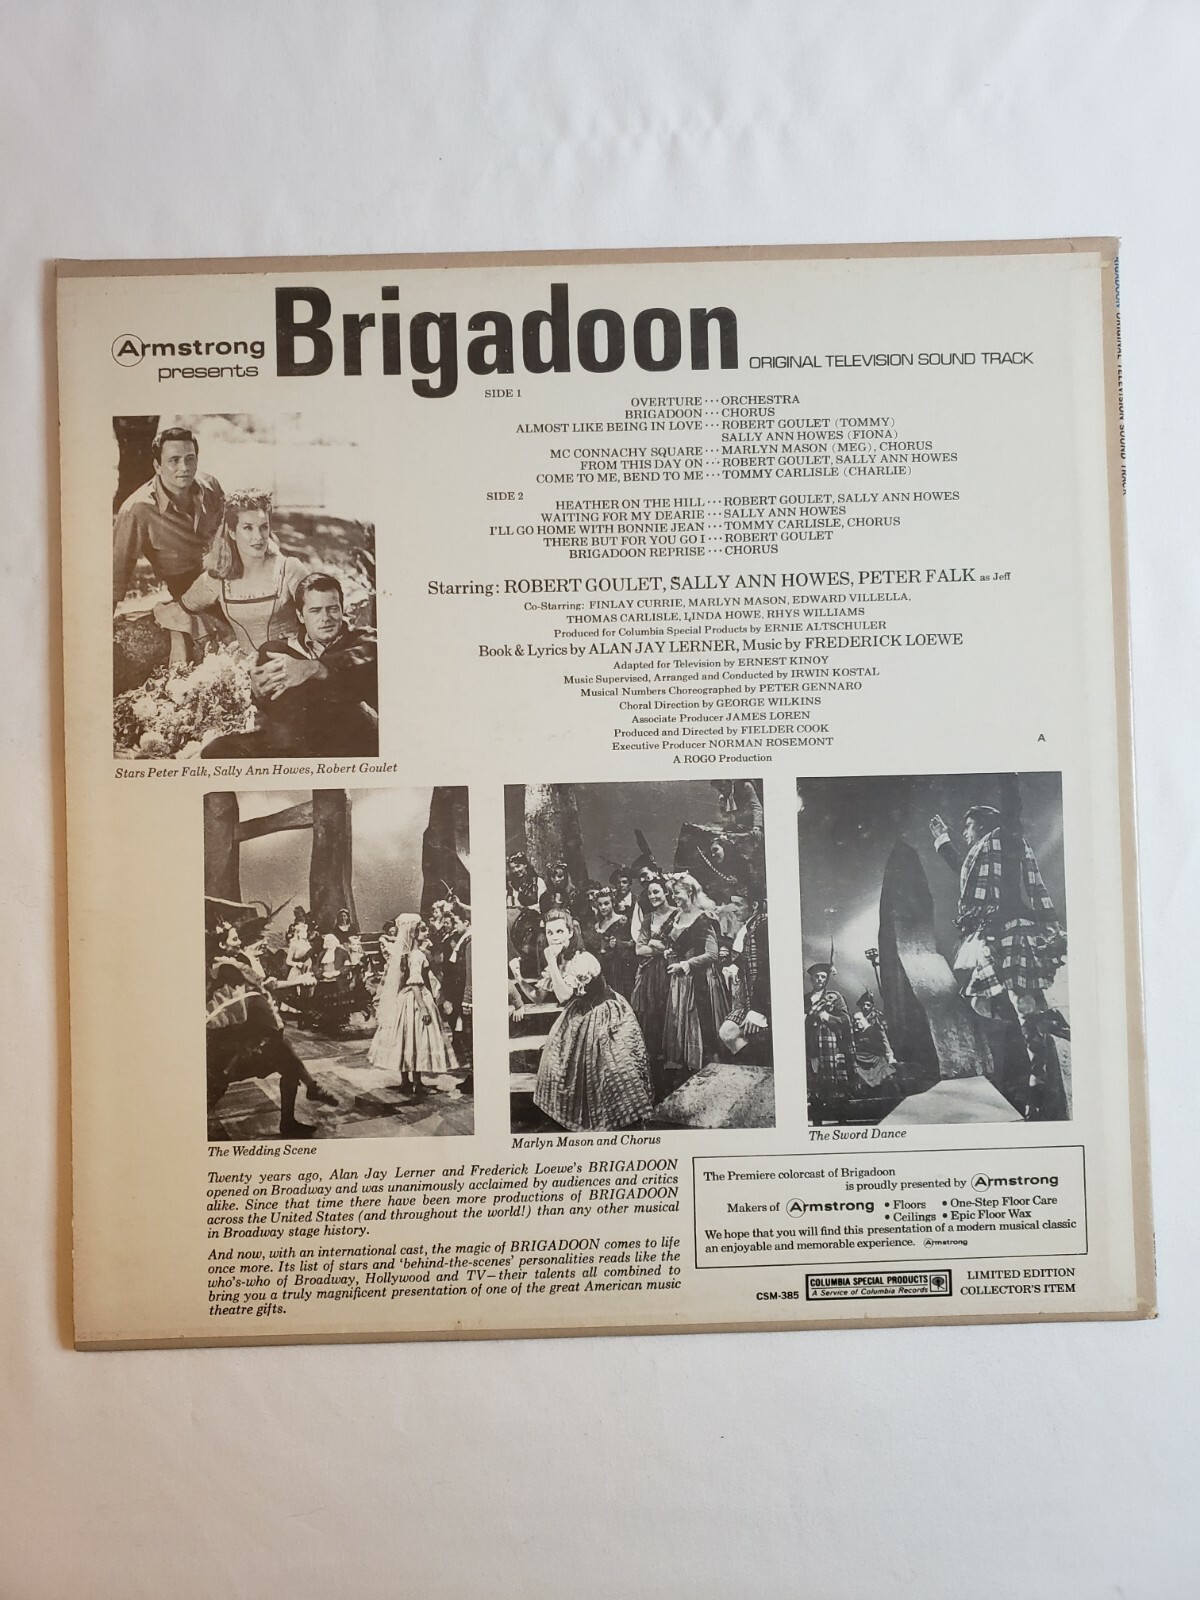 Armstrong
presents
Brigadoon
ORIGINAL TELEVISION SOUND TRACK
SIDE 1
OVERTURE···ORCHESTRA
BRIGADOON···CHORUS
ALMOST LIKE BEING IN LOVE···ROBERT GOULET (TOMMY)
SALLY ANN HOWES (FIONA)
MC CONNACHY SQUARE···MARLYN MASON (MEG), CHORUS
FROM THIS DAY ON···ROBERT GOULET, SALLY ANN HOWES
COME TO ME, BEND TO ME···TOMMY CARLISLE (CHARLIE)
SIDE 2
HEATHER ON THE HILL···ROBERT GOULET, SALLY ANN HOWES
WAITING FOR MY DEARIE···SALLY ANN HOWES
I'LL GO HOME WITH BONNIE JEAN···TOMMY CARLISLE, CHORUS
THERE BUT FOR YOU GO I···ROBERT GOULET
BRIGADOON REPRISE···CHORUS
Starring: ROBERT GOULET, SALLY ANN HOWES, PETER FALK as Jeff
Co-Starring: FINLAY CURRIE, MARLYN MASON, EDWARD VILLELLA,
THOMAS CARLISLE, LINDA HOWE, RHYS WILLIAMS
Produced for Columbia Special Products by ERNIE ALTSCHULER
Book & Lyrics by ALAN JAY LERNER, Music by FREDERICK LOEWE
Adapted for Television by ERNEST KINOY
Music Supervised, Arranged and Conducted by IRWIN KOSTAL
Musical Numbers Choreographed by PETER GENNARO
Choral Direction by GEORGE WILKINS
Associate Producer JAMES LOREN
Produced and Directed by FIELDER COOK
Executive Producer NORMAN ROSEMONT
A ROGO Production
A
Stars Peter Falk, Sally Ann Howes, Robert Goulet
The Wedding Scene
Marlyn Mason and Chorus
The Sword Dance
Twenty years ago, Alan Jay Lerner and Frederick Loewe's BRIGADOON
opened on Broadway and was unanimously acclaimed by audiences and critics
alike. Since that time there have been more productions of BRIGADOON
across the United States (and throughout the world!) than any other musical
in Broadway stage history.
And now, with an international cast, the magic of BRIGADOON comes to life
once more. Its list of stars and 'behind-the-scenes' personalities reads like the
who's-who of Broadway, Hollywood and TV—their talents all combined to
bring you a truly magnificent presentation of one of the great American music
theatre gifts.
The Premiere colorcast of Brigadoon
is proudly presented by Armstrong
Makers of Armstrong • Floors • One-Step Floor Care
• Ceilings • Epic Floor Wax
We hope that you will find this presentation of a modern musical classic
an enjoyable and memorable experience. Armstrong
CSM-385
COLUMBIA SPECIAL PRODUCTS
A Service of Columbia Records
LIMITED EDITION
COLLECTOR'S ITEM
BRIGADOON ORIGINAL TELEVISION SOUND TRACK